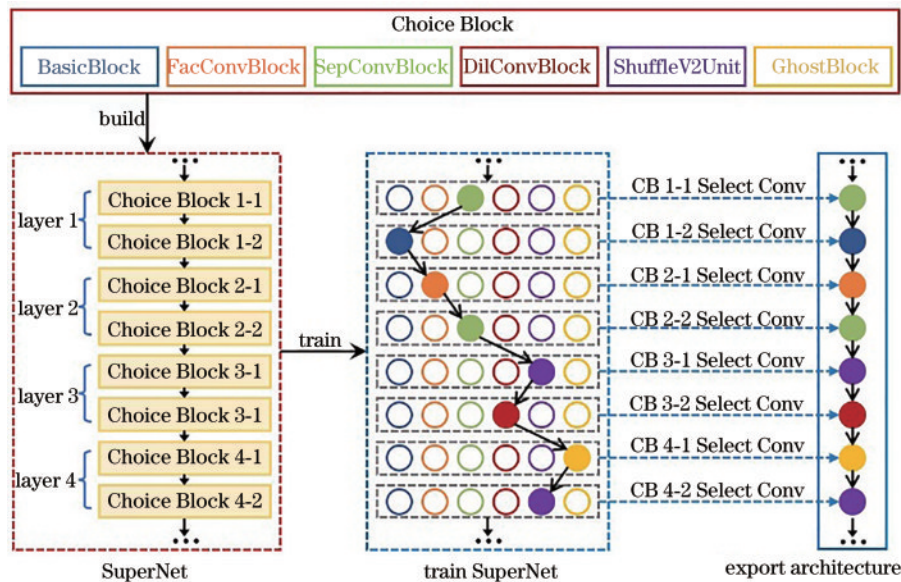 Choice Block
BasicBlock FacConvBlock SepConvBlock DilConvBlock ShuffleV2Unit GhostBlock
build
layer 1
Choice Block 1-1
Choice Block 1-2
layer 2
Choice Block 2-1
Choice Block 2-2
layer 3
Choice Block 3-1
Choice Block 3-1
layer 4
Choice Block 4-1
Choice Block 4-2
SuperNet
train
train SuperNet
CB 1-1 Select Conv
CB 1-2 Select Conv
CB 2-1 Select Conv
CB 2-2 Select Conv
CB 3-1 Select Conv
CB 3-2 Select Conv
CB 4-1 Select Conv
CB 4-2 Select Conv
export architecture